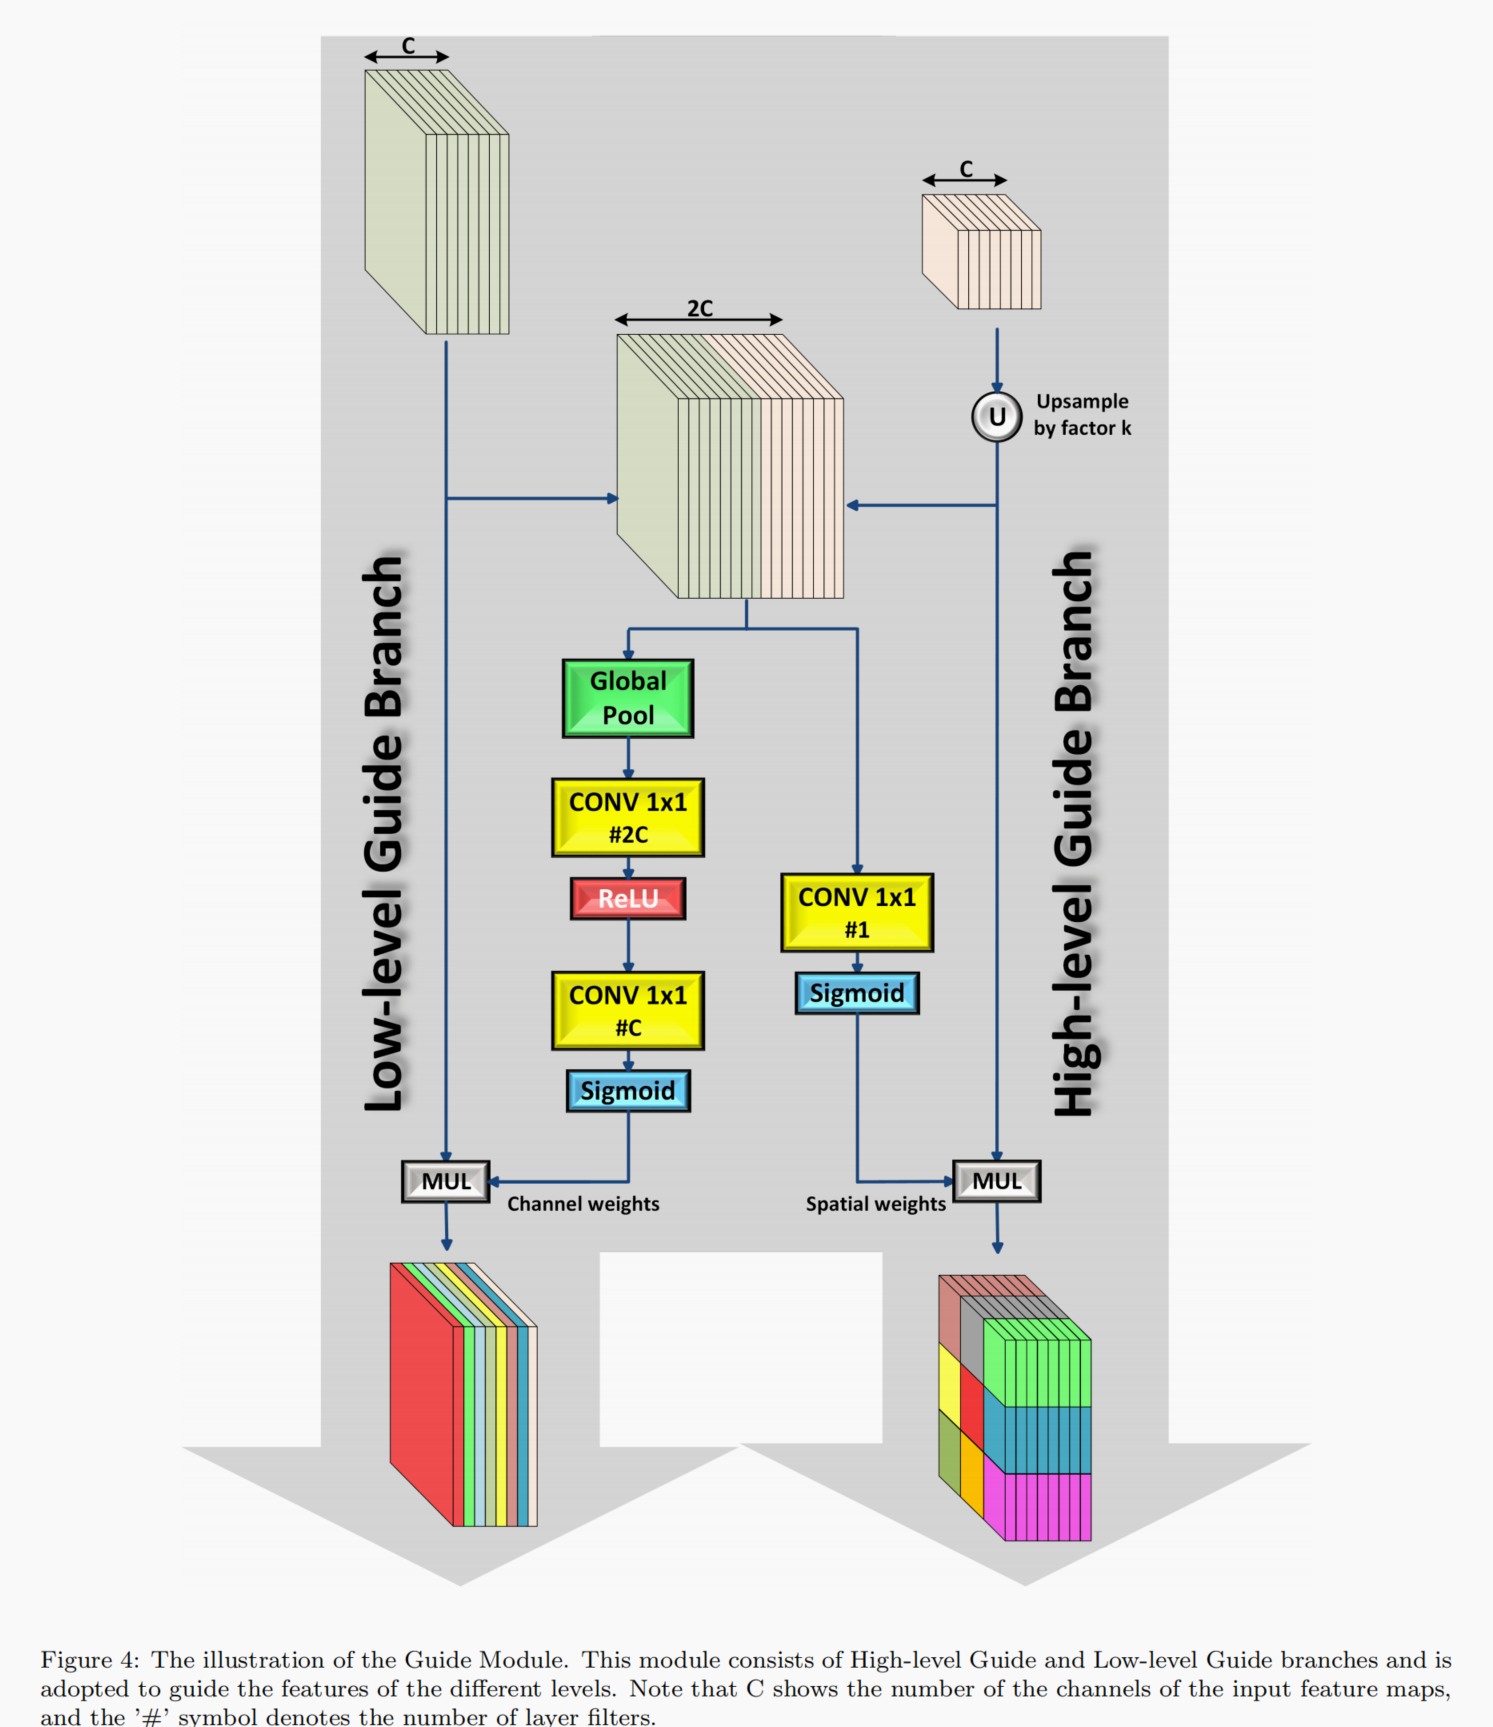 C
C
2C
U
Upsample
by factor k
Low-level Guide Branch
High-level Guide Branch
Global
Pool
CONV 1x1
#2C
ReLU
CONV 1x1
#C
Sigmoid
CONV 1x1
#1
Sigmoid
MUL
Channel weights
Spatial weights
MUL
Figure 4: The illustration of the Guide Module. This module consists of High-level Guide and Low-level Guide branches and is
adopted to guide the features of the different levels. Note that C shows the number of the channels of the input feature maps,
and the '#' symbol denotes the number of layer filters.